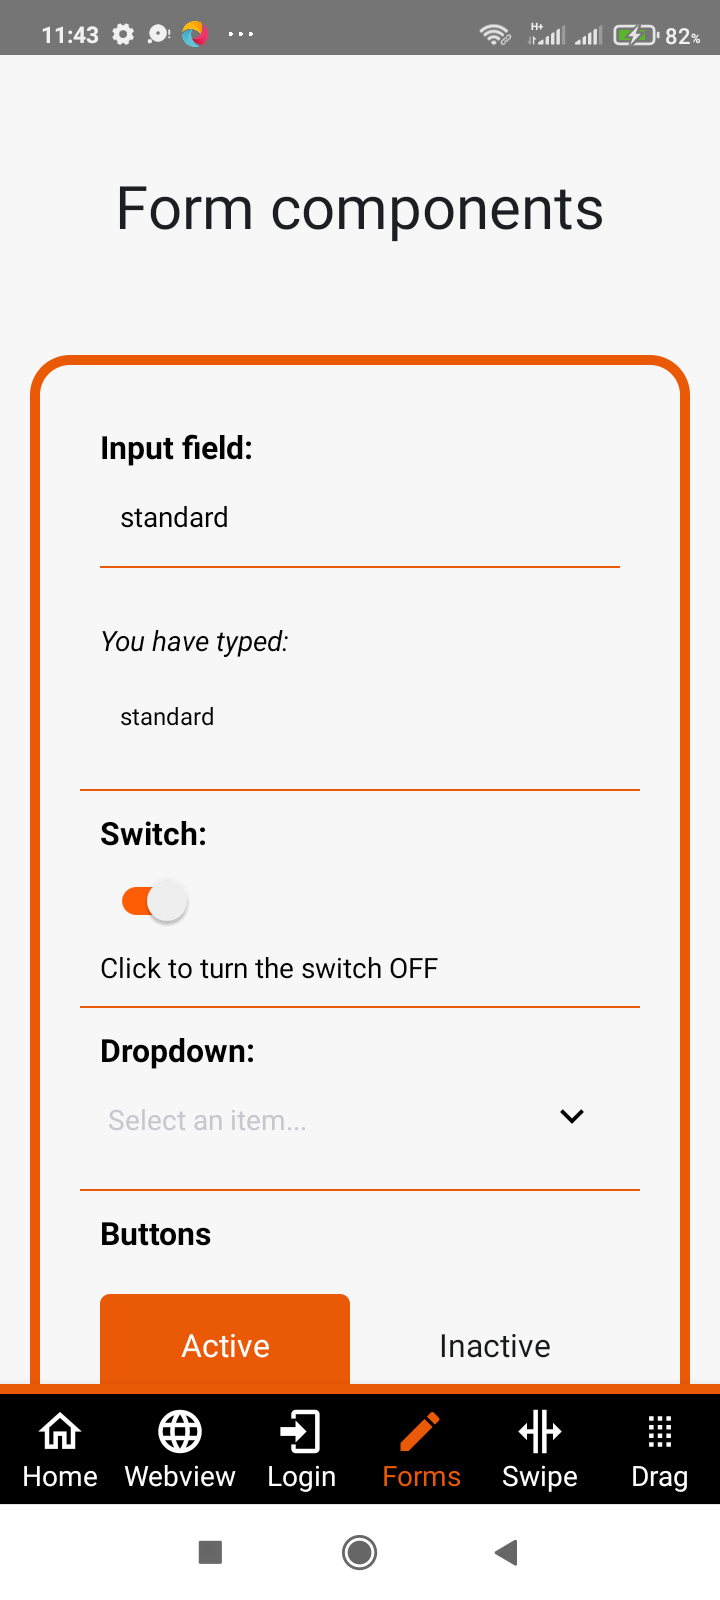 11:43 82%
H+
Form components
Input field:
standard
You have typed:
standard
Switch:
Click to turn the switch OFF
Dropdown:
Select an item...
Buttons
Active Inactive
Home Webview Login Forms Swipe Drag